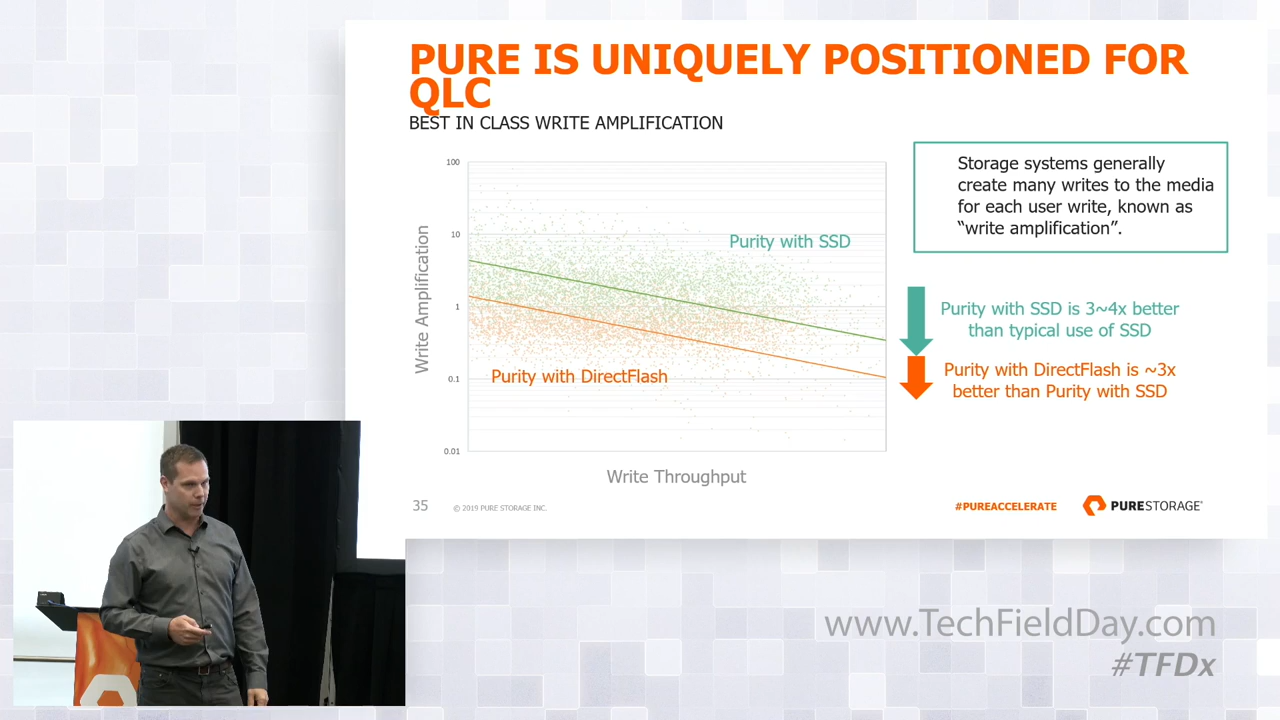 PURE IS UNIQUELY POSITIONED FOR
QLC
BEST IN CLASS WRITE AMPLIFICATION
100
10
1
0.1
0.01
Write Amplification
Purity with SSD
Purity with DirectFlash
Write Throughput
Storage systems generally
create many writes to the media
for each user write, known as
“write amplification”.
Purity with SSD is 3~4x better
than typical use of SSD
Purity with DirectFlash is ~3x
better than Purity with SSD
35
© 2019 PURE STORAGE INC.
#PUREACCELERATE
PURESTORAGE®
www.TechFieldDay.com
#TFDx